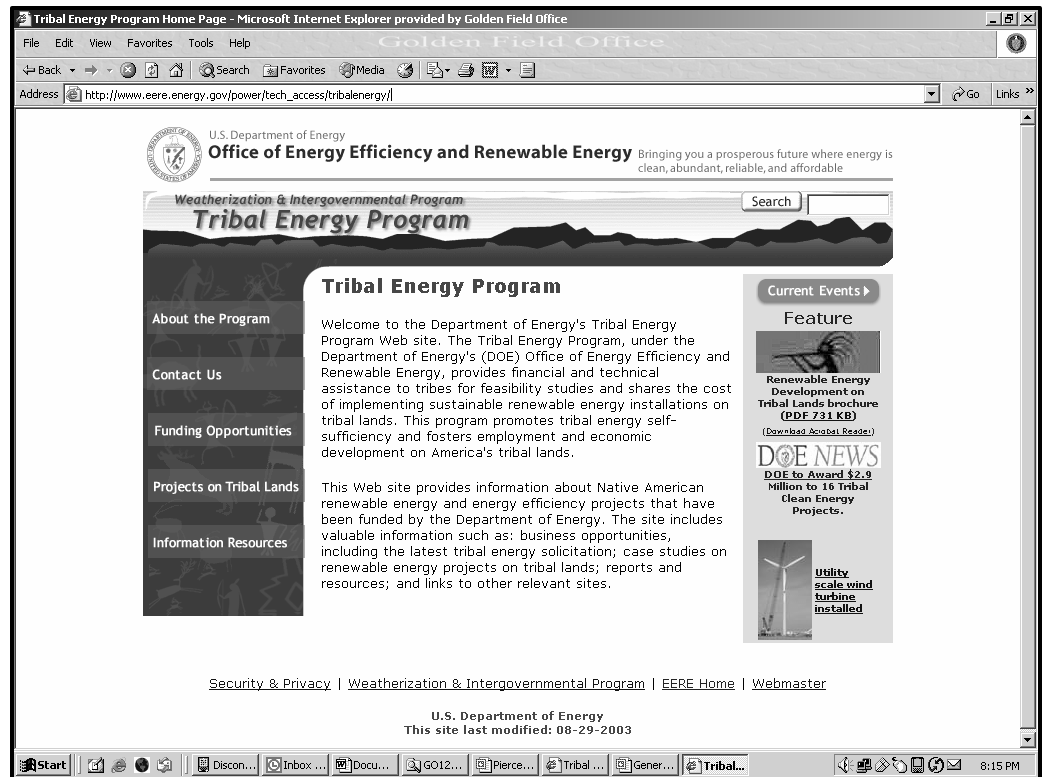 Tribal Energy Program Home Page - Microsoft Internet Explorer provided by Golden Field Office
File Edit View Favorites Tools Help
Golden Field Office
Back Search Favorites Media
Address http://www.eere.energy.gov/power/tech_access/tribalenergy/ Go Links »
U.S. Department of Energy
Office of Energy Efficiency and Renewable Energy
Bringing you a prosperous future where energy is
clean, abundant, reliable, and affordable
Weatherization & Intergovernmental Program
Tribal Energy Program
Search
About the Program
Contact Us
Funding Opportunities
Projects on Tribal Lands
Information Resources
Tribal Energy Program
Welcome to the Department of Energy's Tribal Energy
Program Web site. The Tribal Energy Program, under the
Department of Energy's (DOE) Office of Energy Efficiency and
Renewable Energy, provides financial and technical
assistance to tribes for feasibility studies and shares the cost
of implementing sustainable renewable energy installations on
tribal lands. This program promotes tribal energy self-
sufficiency and fosters employment and economic
development on America's tribal lands.
This Web site provides information about Native American
renewable energy and energy efficiency projects that have
been funded by the Department of Energy. The site includes
valuable information such as: business opportunities,
including the latest tribal energy solicitation; case studies on
renewable energy projects on tribal lands; reports and
resources; and links to other relevant sites.
Current Events
Feature
Renewable Energy
Development on
Tribal Lands brochure
(PDF 731 KB)
(Download Acrobat Reader)
DOE NEWS
DOE to Award $2.9
Million to 16 Tribal
Clean Energy
Projects.
Utility
scale wind
turbine
installed
Security & Privacy | Weatherization & Intergovernmental Program | EERE Home | Webmaster
U.S. Department of Energy
This site last modified: 08-29-2003
Start Discon... Inbox ... Docu... GO12... Pierce... Tribal ... Gener... Tribal... 8:15 PM